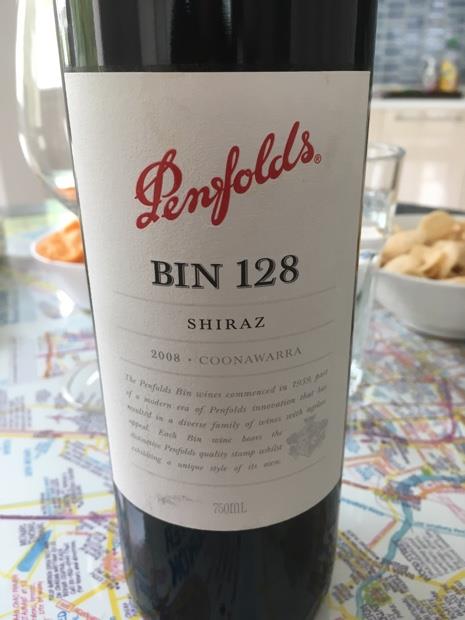 Penfolds®
BIN 128
SHIRAZ
2008 · COONAWARRA
The Penfolds Bin wines commenced in 1959 part
of a modern era of Penfolds innovation that has
resulted in a diverse family of wines with ageless
appeal. Each Bin wine bears the
distinctive Penfolds quality stamp whilst
exhibiting a unique style of its own.
750mL